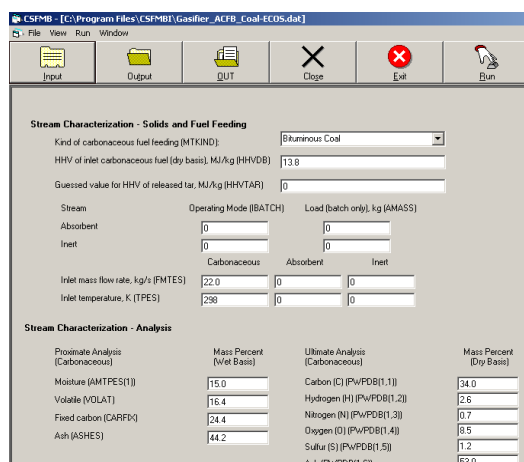 CSFMB - [C:\Program Files\CSFMBI\Gasifier_ACFB_Coal-ECOS.dat]
File View Run Window
Input Output OUT Close Exit Run
Stream Characterization - Solids and Fuel Feeding
Kind of carbonaceous fuel feeding (MTKIND): Bituminous Coal
HHV of inlet carbonaceous fuel (dry basis), MJ/kg (HHVDB) 13.8
Guessed value for HHV of released tar, MJ/kg (HHVTAR) 0
Stream Operating Mode (IBATCH) Load (batch only), kg (AMASS)
Absorbent 0 0
Inert 0 0
Carbonaceous Absorbent Inert
Inlet mass flow rate, kg/s (FMTES) 22.0 0 0
Inlet temperature, K (TPES) 298 0 0
Stream Characterization - Analysis
Proximate Analysis Mass Percent Ultimate Analysis Mass Percent
(Carbonaceous) (Wet Basis) (Carbonaceous) (Dry Basis)
Moisture (AMTPES(1)) 15.0 Carbon (C) (PWPDB(1,1)) 34.0
Volatile (VOLAT) 16.4 Hydrogen (H) (PWPDB(1,2)) 2.6
Fixed carbon (CARFIX) 24.4 Nitrogen (N) (PWPDB(1,3)) 0.7
Ash (ASHES) 44.2 Oxygen (O) (PWPDB(1,4)) 8.5
Sulfur (S) (PWPDB(1,5)) 1.2
Ash (PWPDB(1,6)) 53.0